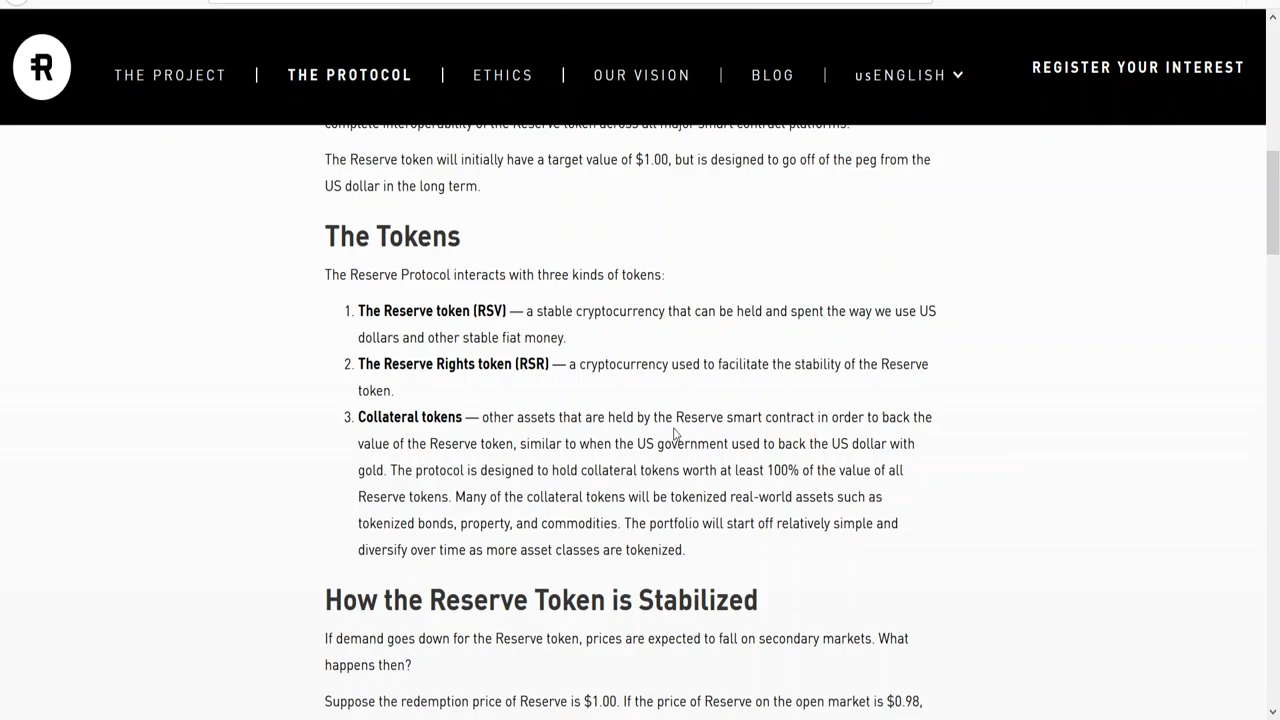 THE PROJECT | THE PROTOCOL | ETHICS | OUR VISION | BLOG | usENGLISH
REGISTER YOUR INTEREST
complete interoperability of the Reserve token across all major smart contract platforms.
The Reserve token will initially have a target value of $1.00, but is designed to go off of the peg from the
US dollar in the long term.
The Tokens
The Reserve Protocol interacts with three kinds of tokens:
1. The Reserve token (RSV) — a stable cryptocurrency that can be held and spent the way we use US
dollars and other stable fiat money.
2. The Reserve Rights token (RSR) — a cryptocurrency used to facilitate the stability of the Reserve
token.
3. Collateral tokens — other assets that are held by the Reserve smart contract in order to back the
value of the Reserve token, similar to when the US government used to back the US dollar with
gold. The protocol is designed to hold collateral tokens worth at least 100% of the value of all
Reserve tokens. Many of the collateral tokens will be tokenized real-world assets such as
tokenized bonds, property, and commodities. The portfolio will start off relatively simple and
diversify over time as more asset classes are tokenized.
How the Reserve Token is Stabilized
If demand goes down for the Reserve token, prices are expected to fall on secondary markets. What
happens then?
Suppose the redemption price of Reserve is $1.00. If the price of Reserve on the open market is $0.98,